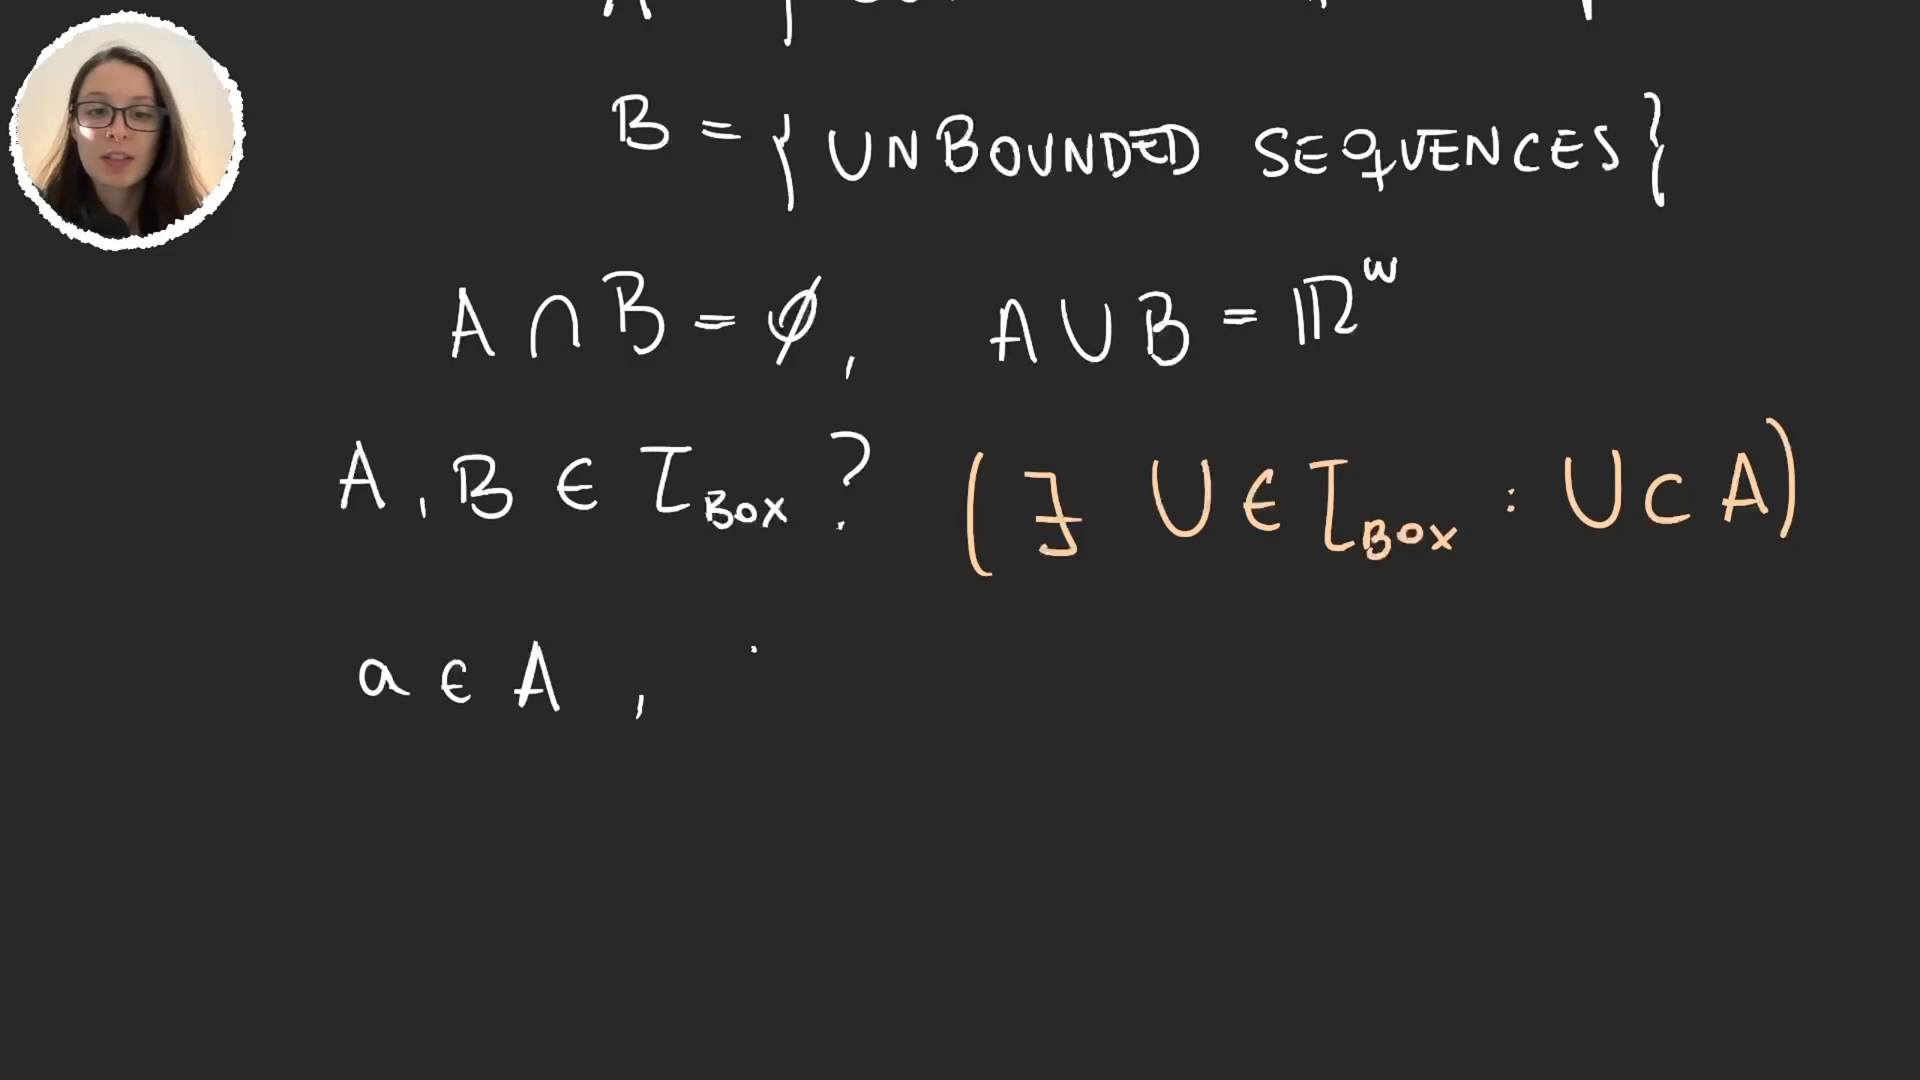 B = { UNBOUNDED SEQUENCES }
A ∩ B = ∅, A ∪ B = ℝ^ω
A, B ∈ τ_BOX ? (∃ U ∈ τ_BOX : U ⊂ A)
a ∈ A ,